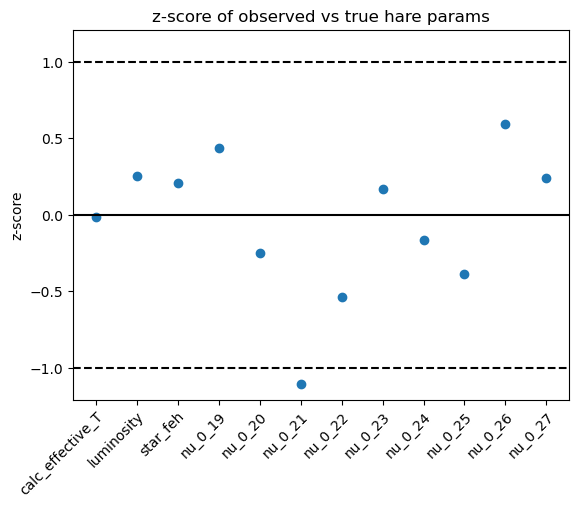 z-score of observed vs true hare params
z-score
1.0
0.5
0.0
−0.5
−1.0
calc_effective_T
luminosity
star_feh
nu_0_19
nu_0_20
nu_0_21
nu_0_22
nu_0_23
nu_0_24
nu_0_25
nu_0_26
nu_0_27